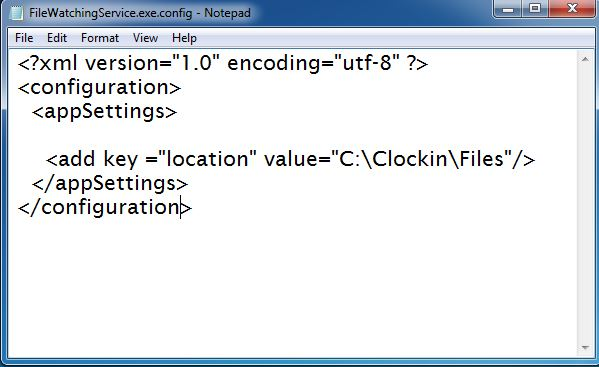 FileWatchingService.exe.config - Notepad
File Edit Format View Help
<?xml version="1.0" encoding="utf-8" ?>
<configuration>
  <appSettings>

    <add key ="location" value="C:\Clockin\Files"/>
  </appSettings>
</configuration>